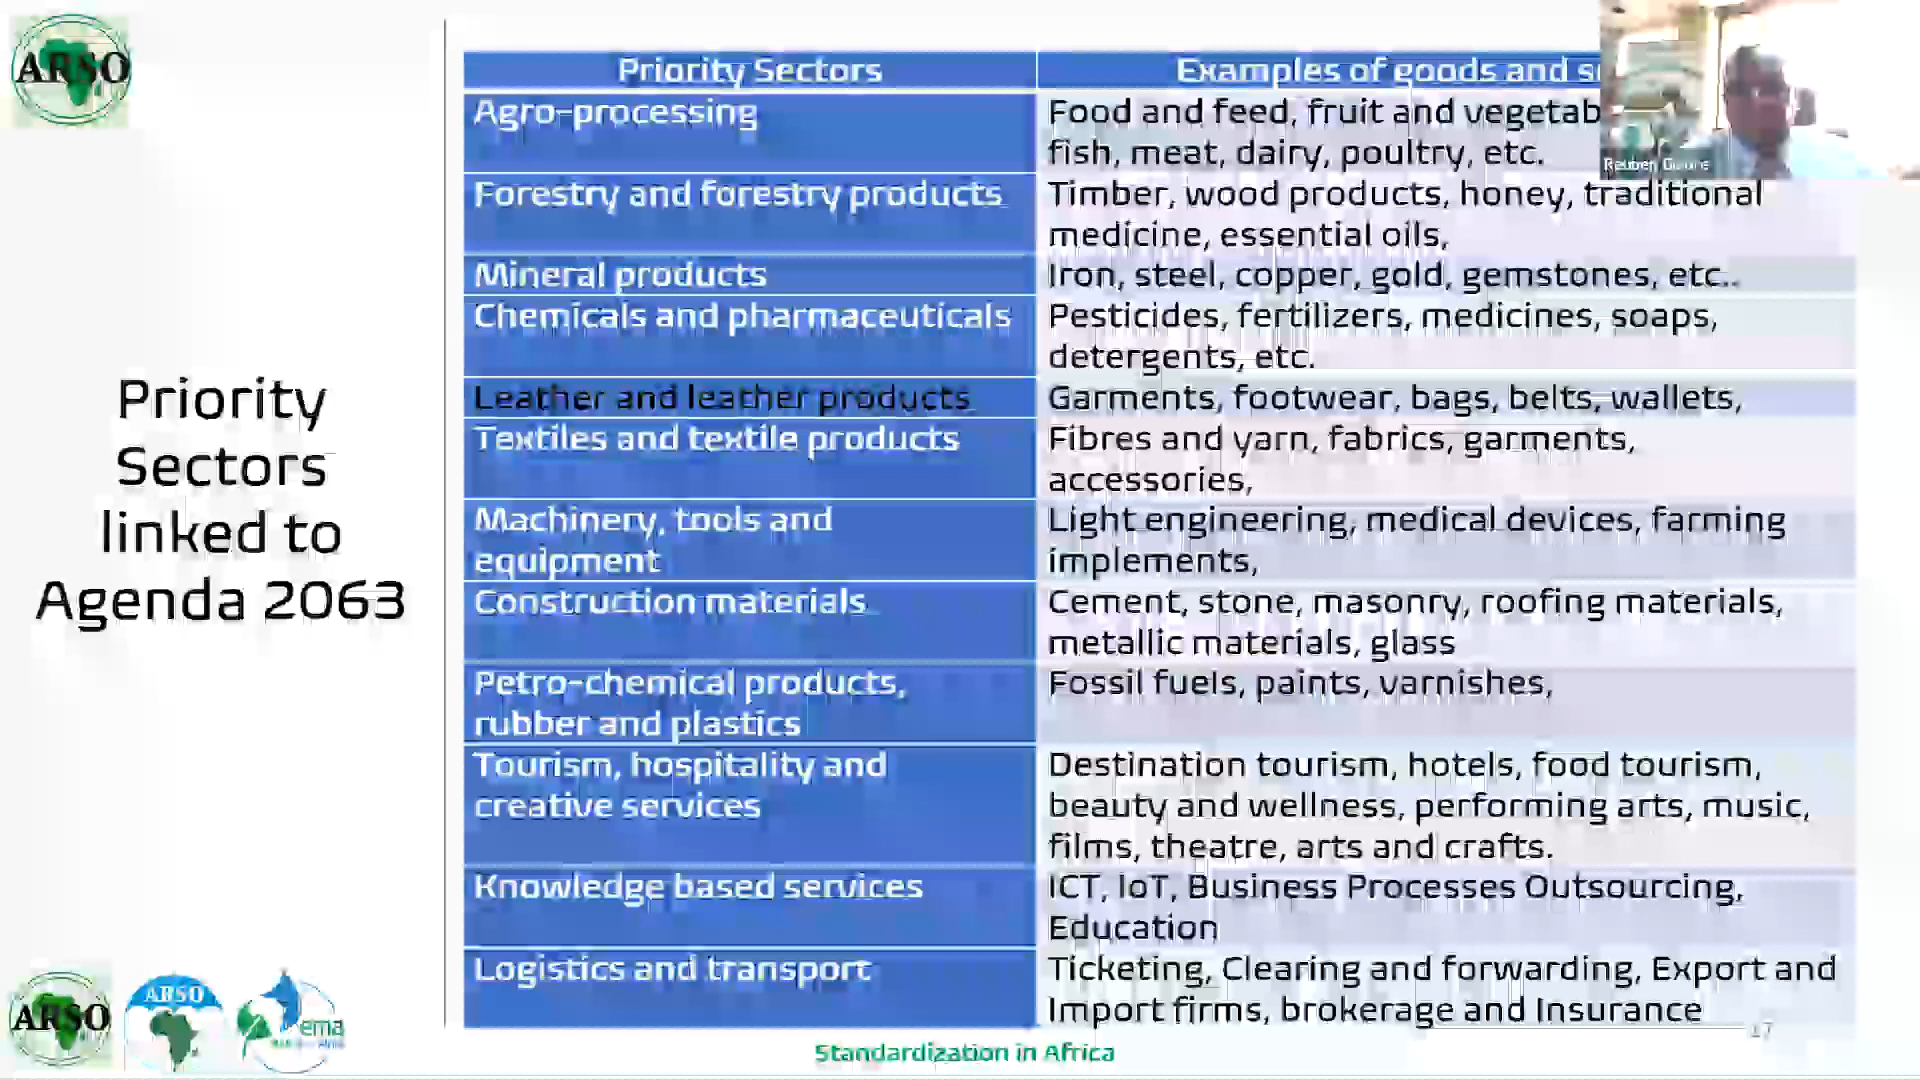 ARSO
Priority
Sectors
linked to
Agenda 2063
Priority Sectors
Examples of goods and
Agro-processing
Food and feed, fruit and
fish, meat, dairy, poultry, etc.
Forestry and forestry products
Timber, wood products, honey, traditional
medicine, essential oils,
Mineral products
Iron, steel, copper, gold, gemstones, etc..
Chemicals and pharmaceuticals
Pesticides, fertilizers, medicines, soaps,
detergents, etc.
Leather and leather products
Garments, footwear, bags, belts, wallets,
Textiles and textile products
Fibres and yarn, fabrics, garments,
accessories,
Machinery, tools and
equipment
Light engineering, medical devices, farming
implements,
Construction materials
Cement, stone, masonry, roofing materials,
metallic materials, glass
Petro-chemical products,
rubber and plastics
Fossil fuels, paints, varnishes,
Tourism, hospitality and
creative services
Destination tourism, hotels, food tourism,
beauty and wellness, performing arts, music,
films, theatre, arts and crafts.
Knowledge based services
ICT, IoT, Business Processes Outsourcing,
Education
Logistics and transport
Ticketing, Clearing and forwarding, Export and
Import firms, brokerage and Insurance
Reuben
ARSO
ARSO
ema
17
Standardization in Africa